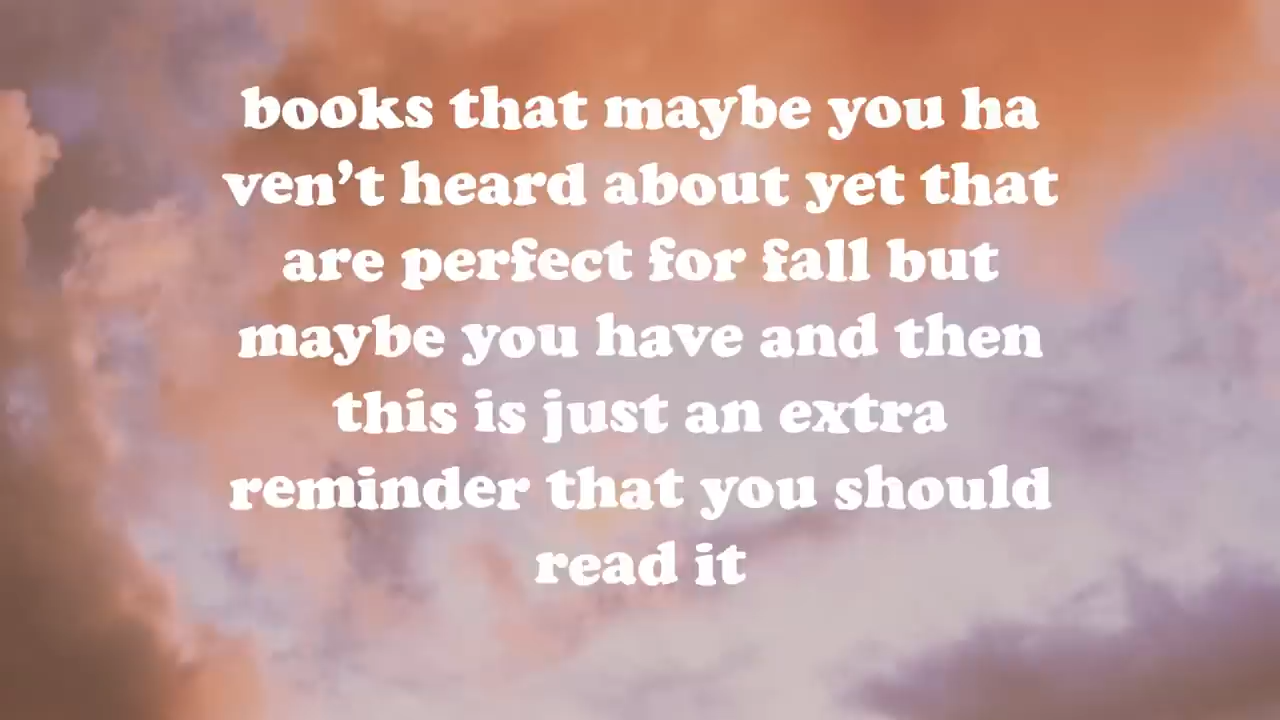 books that maybe you ha
ven't heard about yet that
are perfect for fall but
maybe you have and then
this is just an extra
reminder that you should
read it